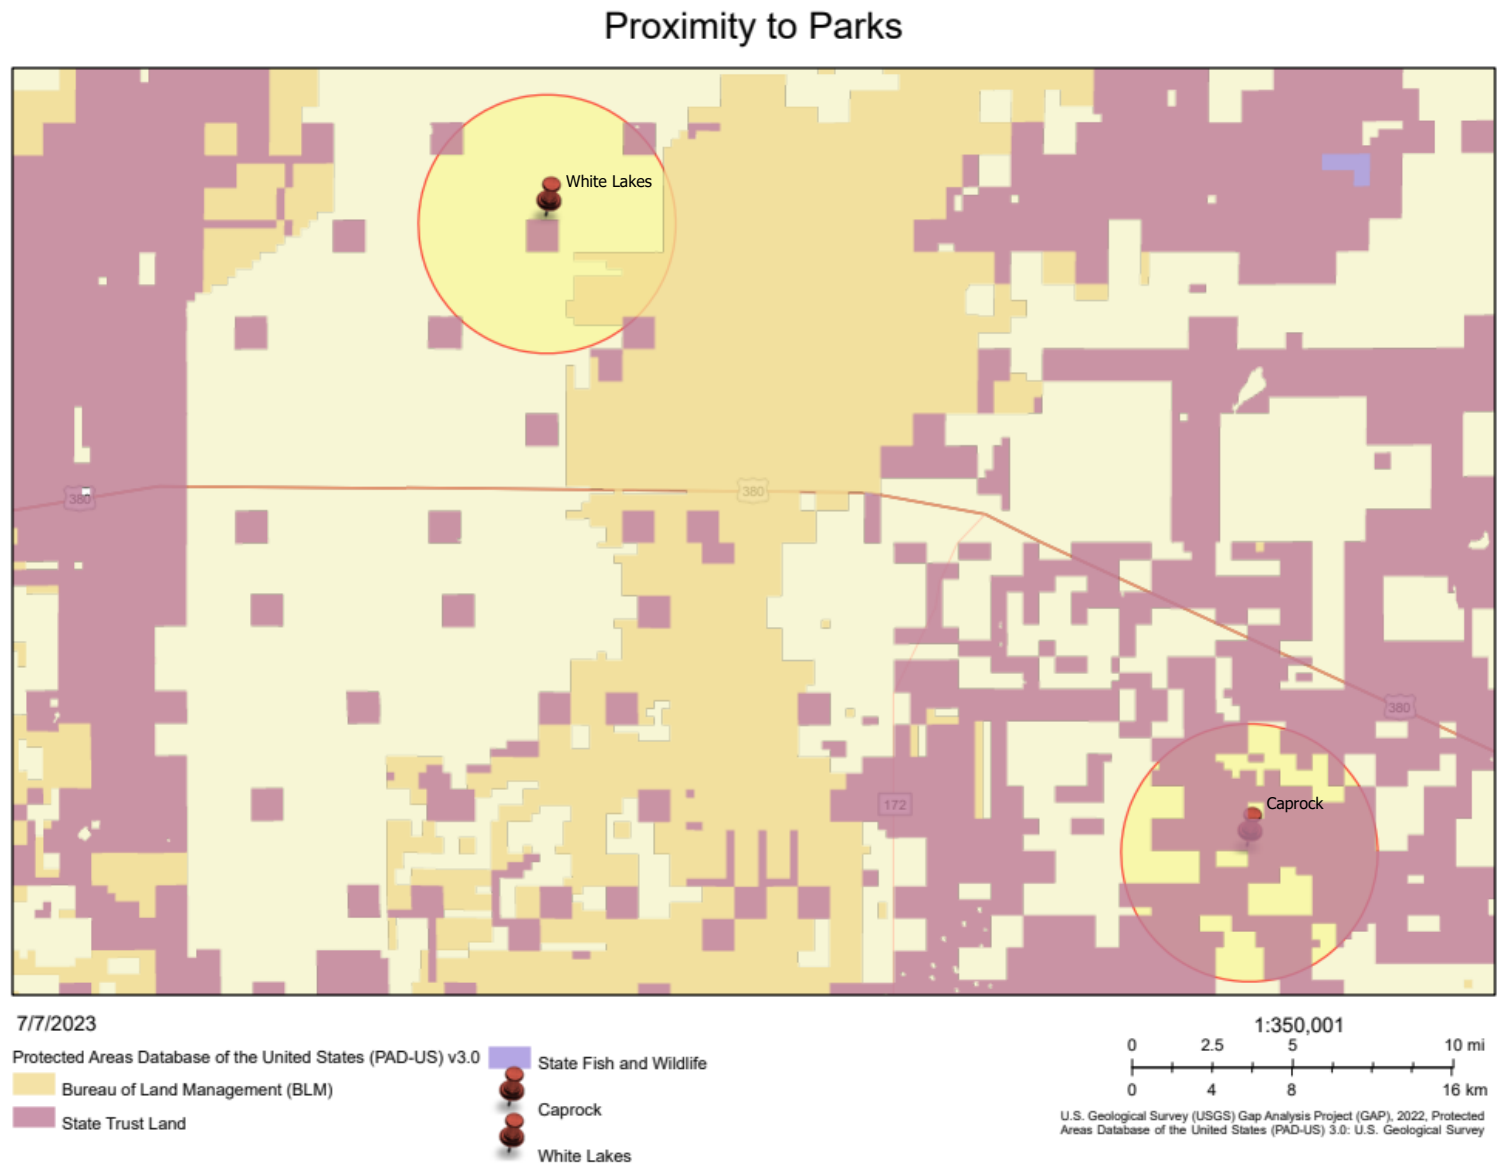 Proximity to Parks
White Lakes
380
380
380
172
Caprock
7/7/2023
Protected Areas Database of the United States (PAD-US) v3.0
Bureau of Land Management (BLM)
State Trust Land
State Fish and Wildlife
Caprock
White Lakes
1:350,001
0 2.5 5 10 mi
0 4 8 16 km
U.S. Geological Survey (USGS) Gap Analysis Project (GAP), 2022, Protected
Areas Database of the United States (PAD-US) 3.0: U.S. Geological Survey